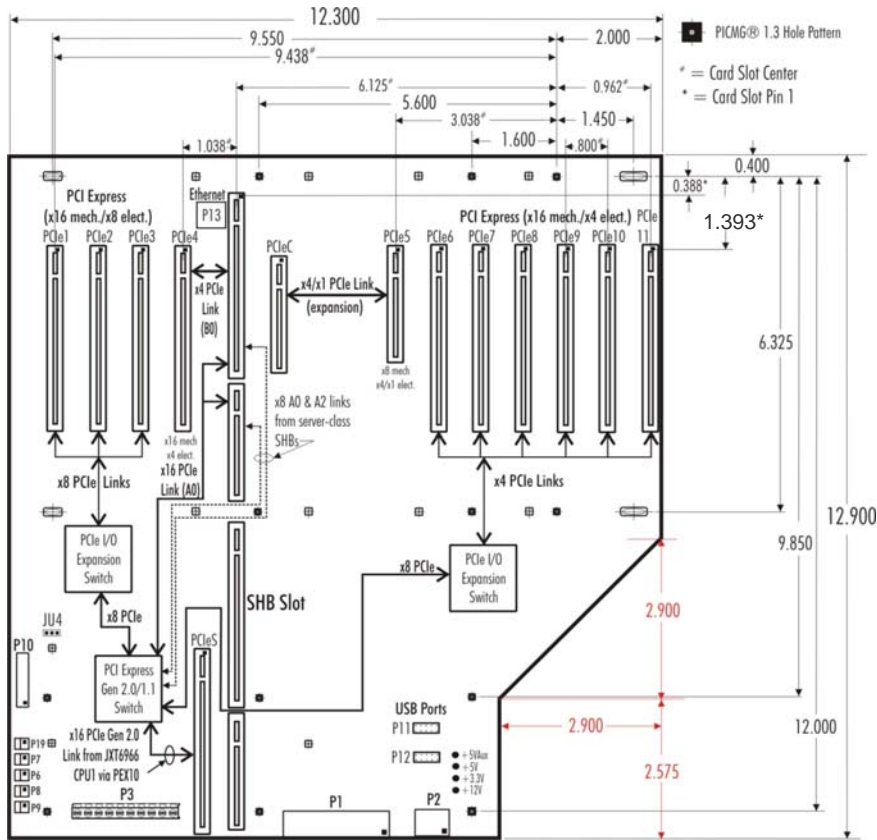 12.300
9.550
2.000
9.438#
6.125#
0.962#
5.600
3.038#
1.450
1.038#
1.600
.800#
PICMG® 1.3 Hole Pattern
# = Card Slot Center
* = Card Slot Pin 1
0.400
0.388*
1.393*
6.325
12.900
9.850
12.000
2.900
2.900
2.575
PCI Express
(x16 mech./x8 elect.)
PCIe1
PCIe2
PCIe3
PCIe4
Ethernet
P13
PCIeC
PCIe5
PCI Express (x16 mech./x4 elect.)
PCIe6
PCIe7
PCIe8
PCIe9
PCIe10
PCIe
11
x4 PCIe
Link
(B0)
x4/x1 PCIe Link
(expansion)
x8 mech
x4/x1 elect.
x16 mech
x4 elect.
x8 A0 & A2 links
from server-class
SHBs
x16 PCIe
Link (A0)
x8 PCIe Links
x4 PCIe Links
PCIe I/O
Expansion
Switch
x8 PCIe
PCIe I/O
Expansion
Switch
x8 PCIe
SHB Slot
JU4
P10
PCIeS
PCI Express
Gen 2.0/1.1
Switch
x16 PCIe Gen 2.0
Link from JXT6966
CPU1 via PEX10
USB Ports
P11
P12
+5VAux
+5V
+3.3V
+12V
P19
P7
P6
P8
P9
P3
P1
P2